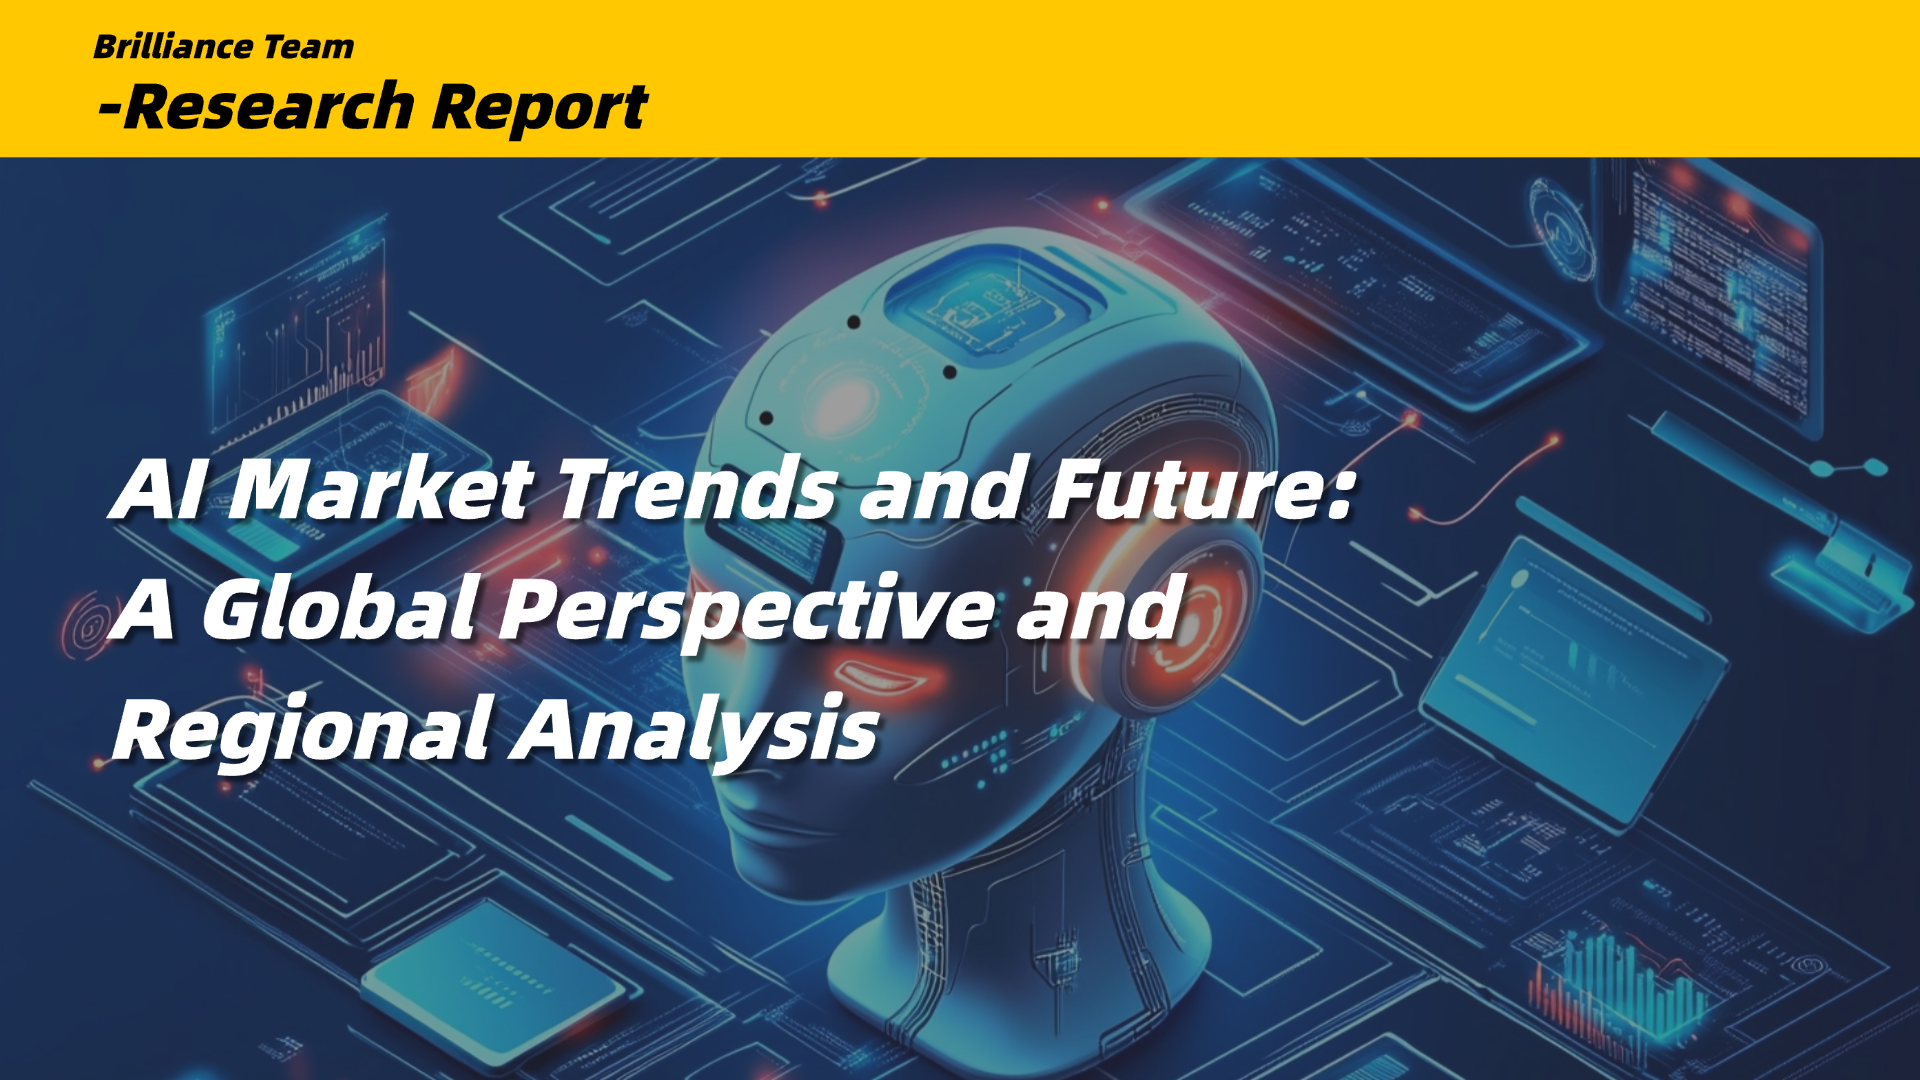 Brilliance Team
-Research Report
AI Market Trends and Future:
A Global Perspective and
Regional Analysis